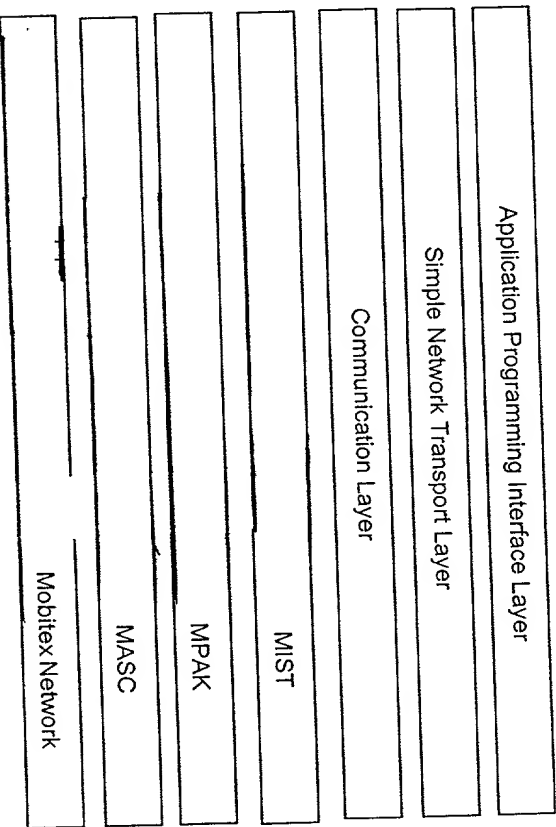 Application Programming Interface Layer
Simple Network Transport Layer
Communication Layer
MIST
MPAK
MASC
Mobitex Network